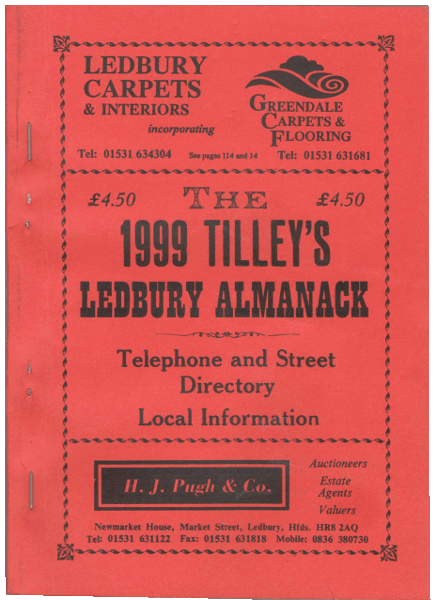 LEDBURY
CARPETS
& INTERIORS
incorporating
GREENDALE
CARPETS &
FLOORING
Tel: 01531 634304 See pages 114 and 14 Tel: 01531 631681
£4.50 THE £4.50
1999 TILLEY'S
LEDBURY ALMANACK
Telephone and Street
Directory
Local Information
H. J. Pugh & Co.
Auctioneers
Estate
Agents
Valuers
Newmarket House, Market Street, Ledbury, Hfds. HR8 2AQ
Tel: 01531 631122 Fax: 01531 631818 Mobile: 0836 380730